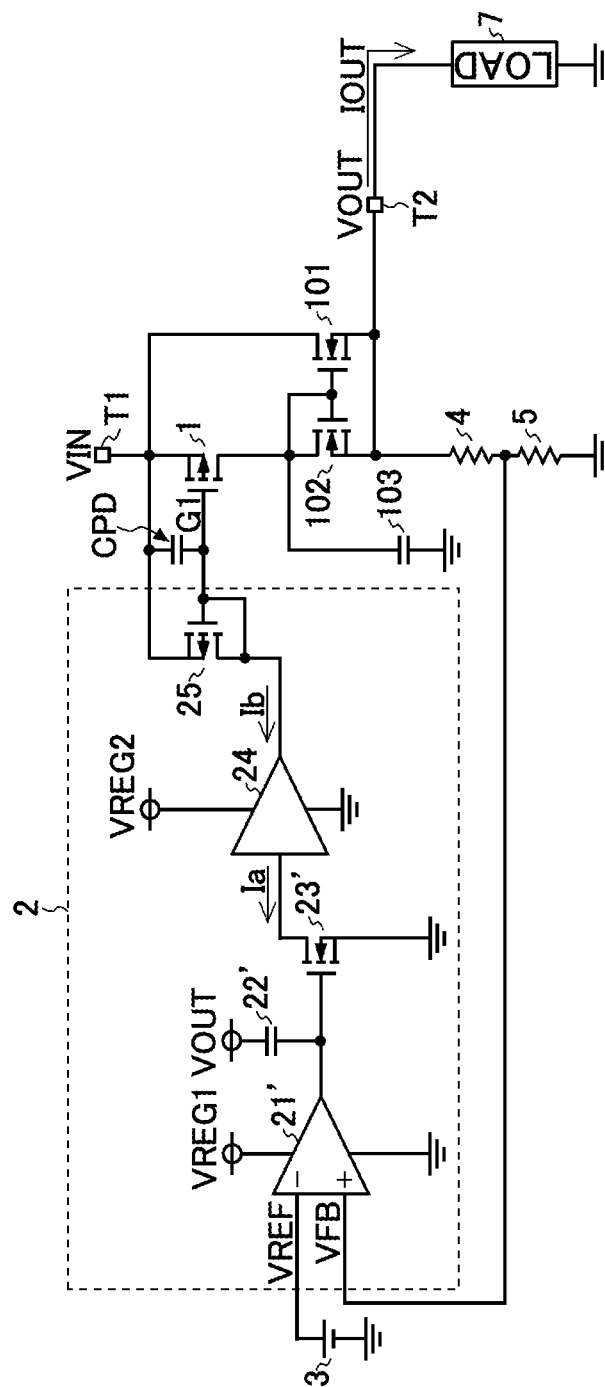 2
VREG1
VOUT
22'
21'
VREF
VFB
−
+
3
Ia
23'
VREG2
24
Ib
25
CPD
G1
VIN
T1
1
101
102
103
VOUT
IOUT
T2
4
5
LOAD
7